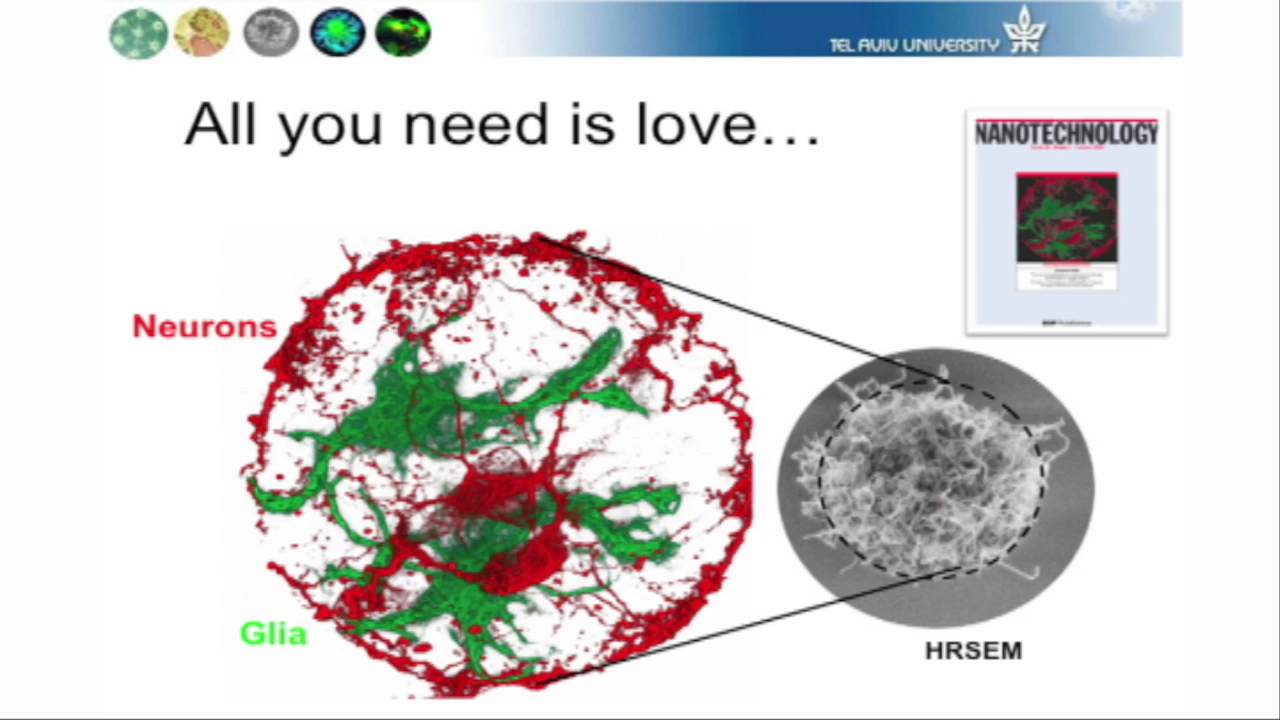 TEL AVIV UNIVERSITY
All you need is love...
NANOTECHNOLOGY
Neurons
Glia
HRSEM